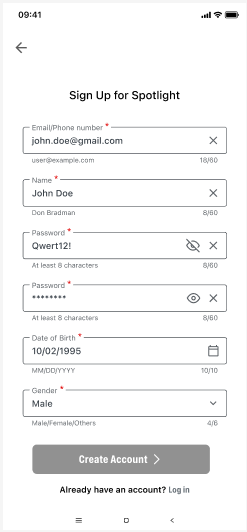 09:41
Sign Up for Spotlight
Email/Phone number *
john.doe@gmail.com
user@example.com 18/60
Name *
John Doe
Don Bradman 8/60
Password *
Qwert12!
At least 8 characters 8/60
Password *
********
At least 8 characters 8/60
Date of Birth *
10/02/1995
MM/DD/YYYY 10/10
Gender *
Male
Male/Female/Others 4/6
Create Account
Already have an account? Log in